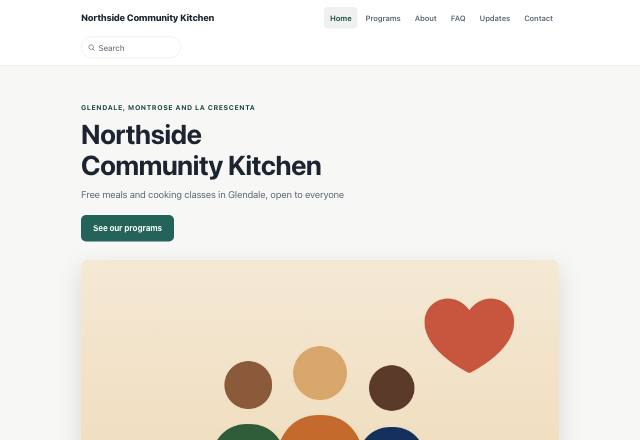 Northside Community Kitchen
Home Programs About FAQ Updates Contact
Search
GLENDALE, MONTROSE AND LA CRESCENTA
Northside
Community Kitchen
Free meals and cooking classes in Glendale, open to everyone
See our programs